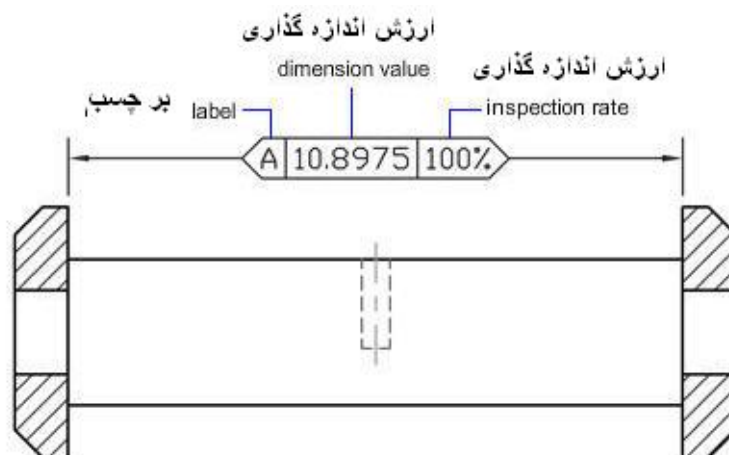 ارزش اندازه گذاری
dimension value
ارزش اندازه گذاری
inspection rate
بر چسب
label
A 10.8975 100%